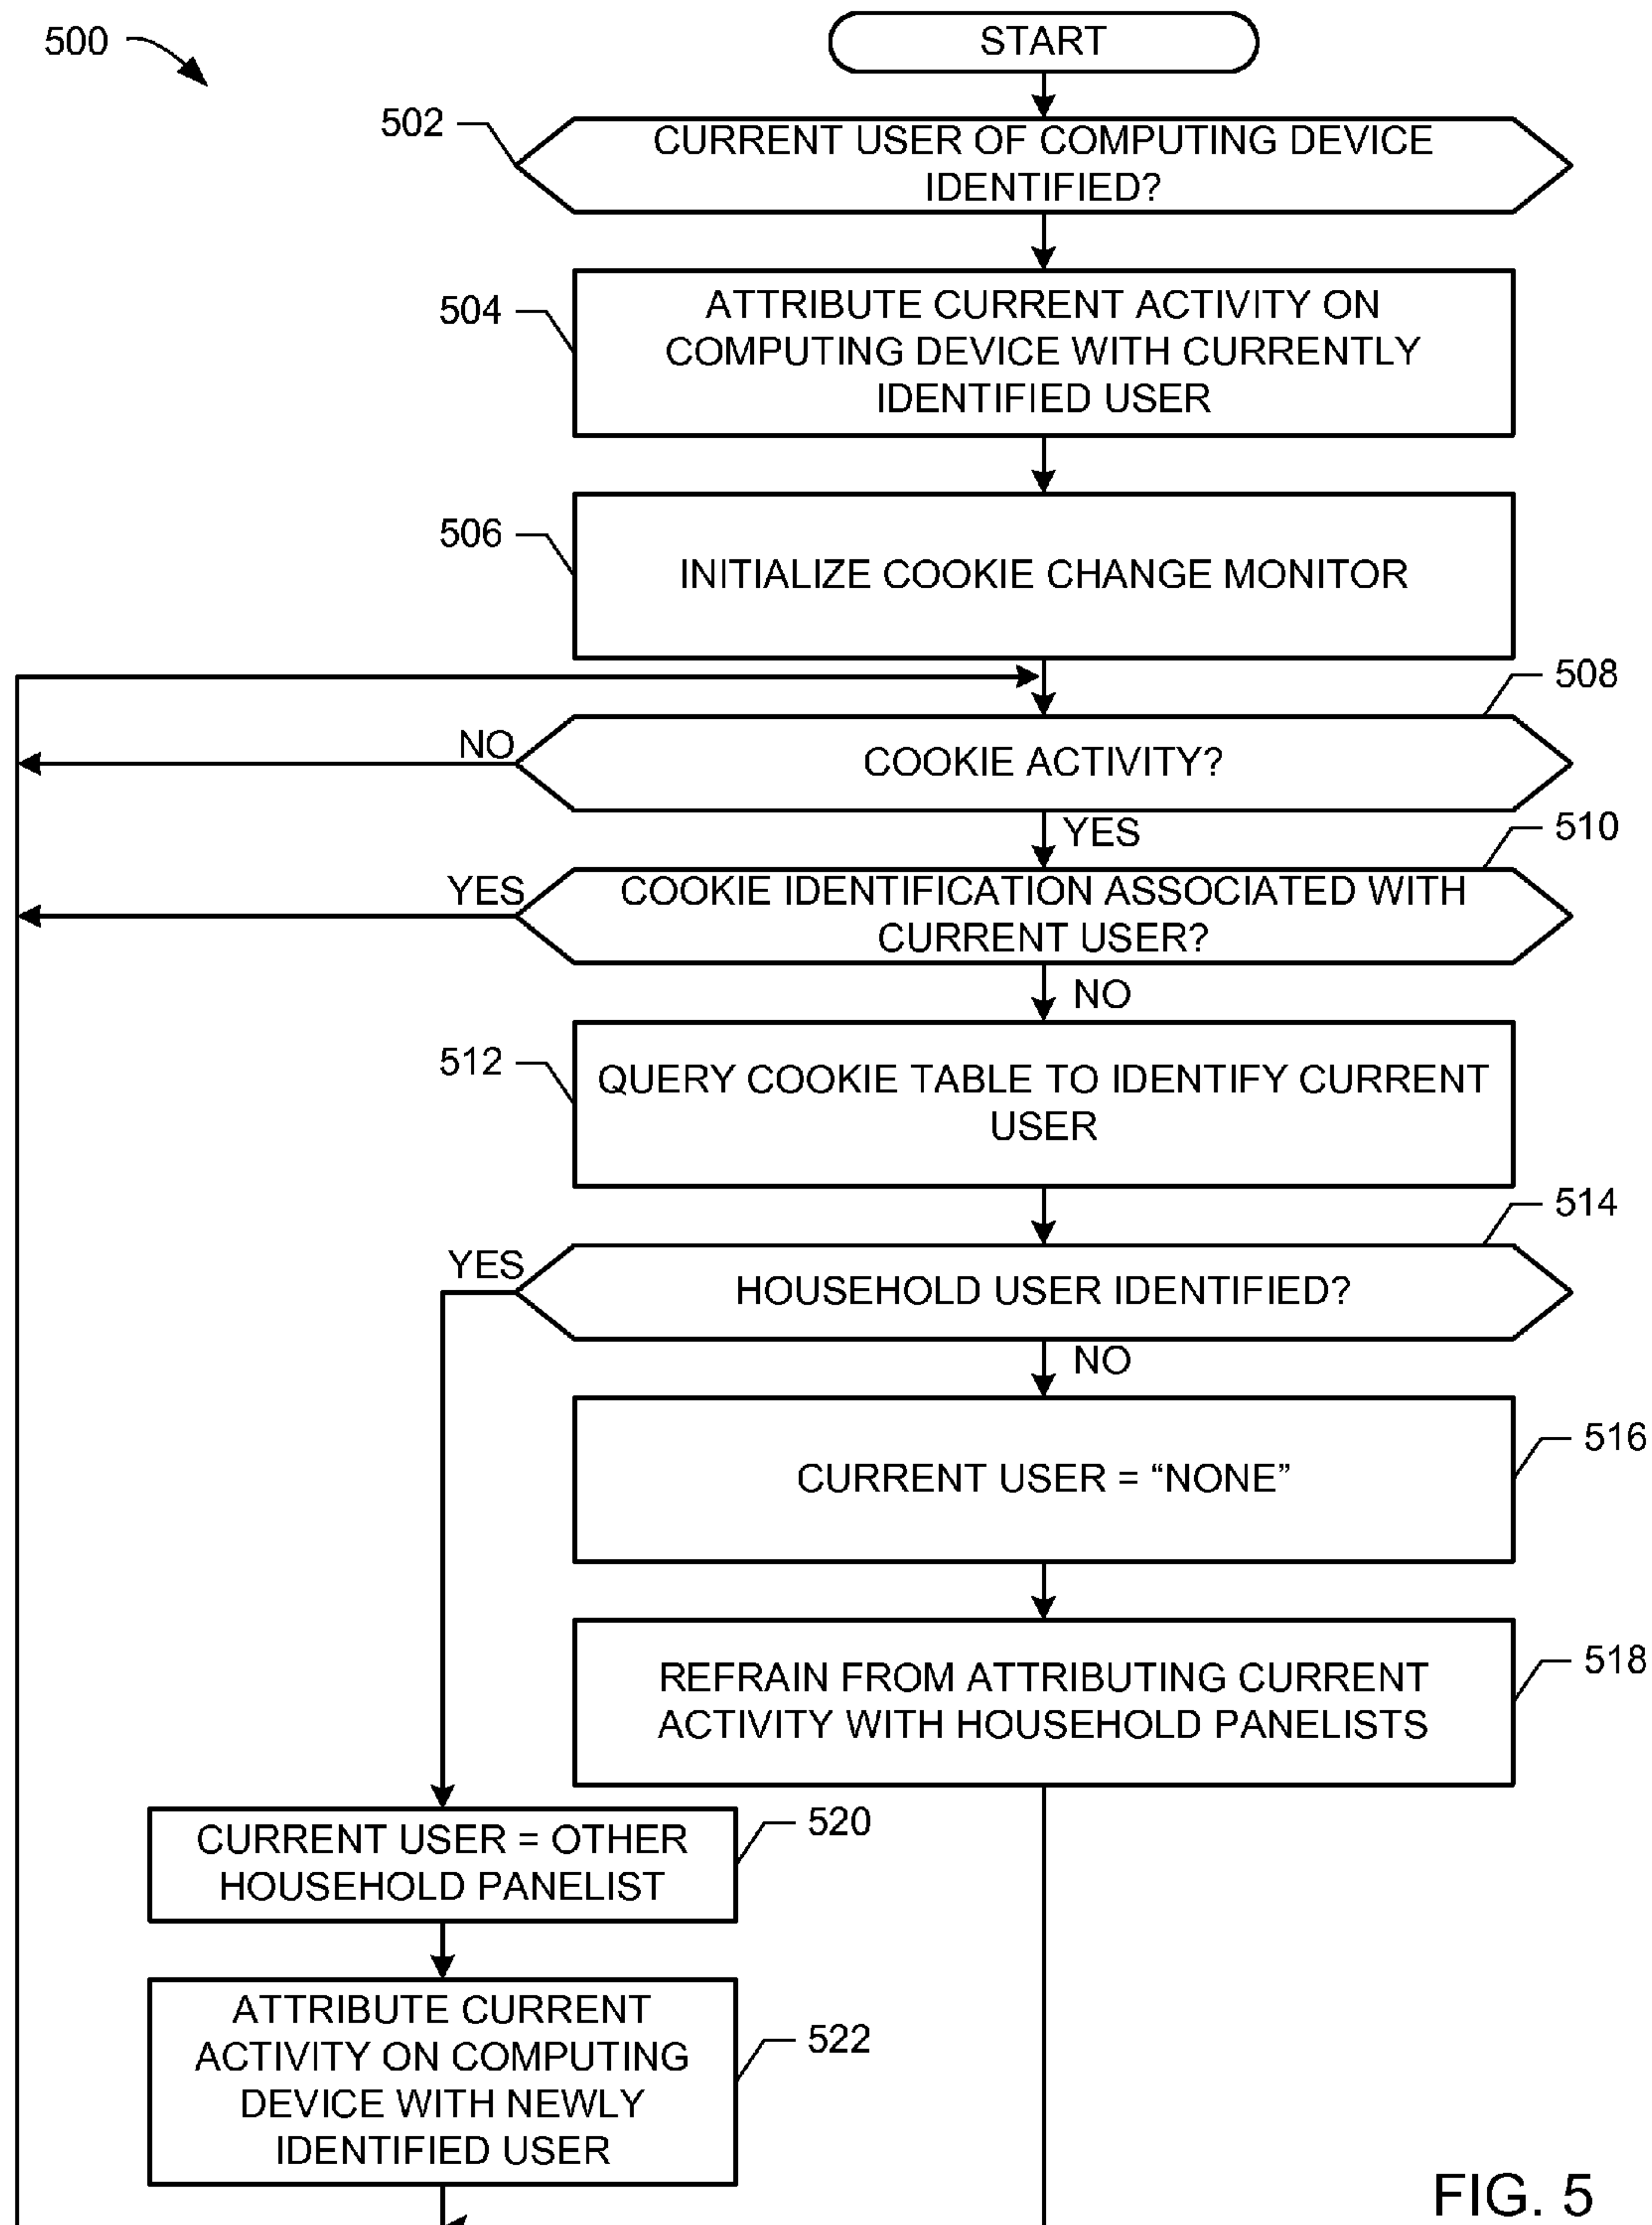 500
START
502
CURRENT USER OF COMPUTING DEVICE
IDENTIFIED?
504
ATTRIBUTE CURRENT ACTIVITY ON
COMPUTING DEVICE WITH CURRENTLY
IDENTIFIED USER
506
INITIALIZE COOKIE CHANGE MONITOR
508
NO
COOKIE ACTIVITY?
YES
510
YES
COOKIE IDENTIFICATION ASSOCIATED WITH
CURRENT USER?
NO
512
QUERY COOKIE TABLE TO IDENTIFY CURRENT
USER
514
YES
HOUSEHOLD USER IDENTIFIED?
NO
516
CURRENT USER = “NONE”
518
REFRAIN FROM ATTRIBUTING CURRENT
ACTIVITY WITH HOUSEHOLD PANELISTS
520
CURRENT USER = OTHER
HOUSEHOLD PANELIST
522
ATTRIBUTE CURRENT
ACTIVITY ON COMPUTING
DEVICE WITH NEWLY
IDENTIFIED USER
FIG. 5